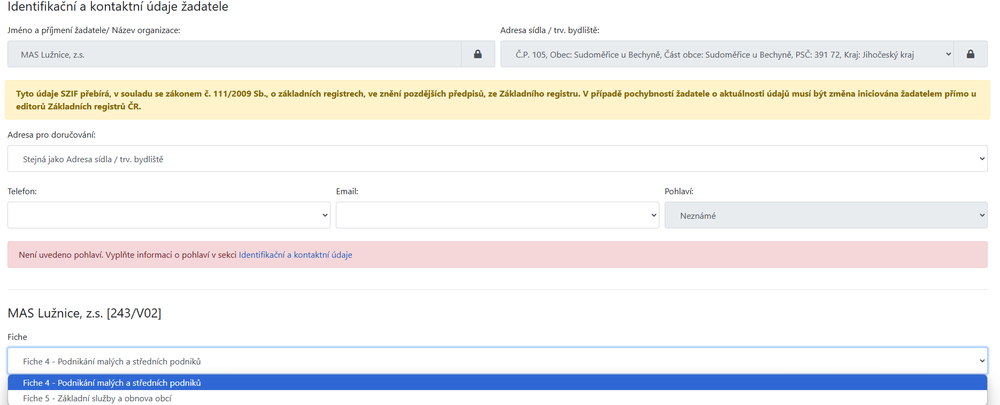 Identifikační a kontaktní údaje žadatele
Jméno a příjmení žadatele/ Název organizace:
Adresa sídla / trv. bydliště:
MAS Lužnice, z.s.
Č.P. 105, Obec: Sudoměřice u Bechyně, Část obce: Sudoměřice u Bechyně, PSČ: 391 72, Kraj: Jihočeský kraj
Tyto údaje SZIF přebírá, v souladu se zákonem č. 111/2009 Sb., o základních registrech, ve znění pozdějších předpisů, ze Základního registru. V případě pochybností žadatele o aktuálnosti údajů musí být změna iniciována žadatelem přímo u
editorů Základních registrů ČR.
Adresa pro doručování:
Stejná jako Adresa sídla / trv. bydliště
Telefon:
Email:
Pohlaví:
Neznámé
Není uvedeno pohlaví. Vyplňte informaci o pohlaví v sekci Identifikační a kontaktní údaje
MAS Lužnice, z.s. [243/V02]
Fiche
Fiche 4 - Podnikání malých a středních podniků
Fiche 4 - Podnikání malých a středních podniků
Fiche 5 - Základní služby a obnova obcí